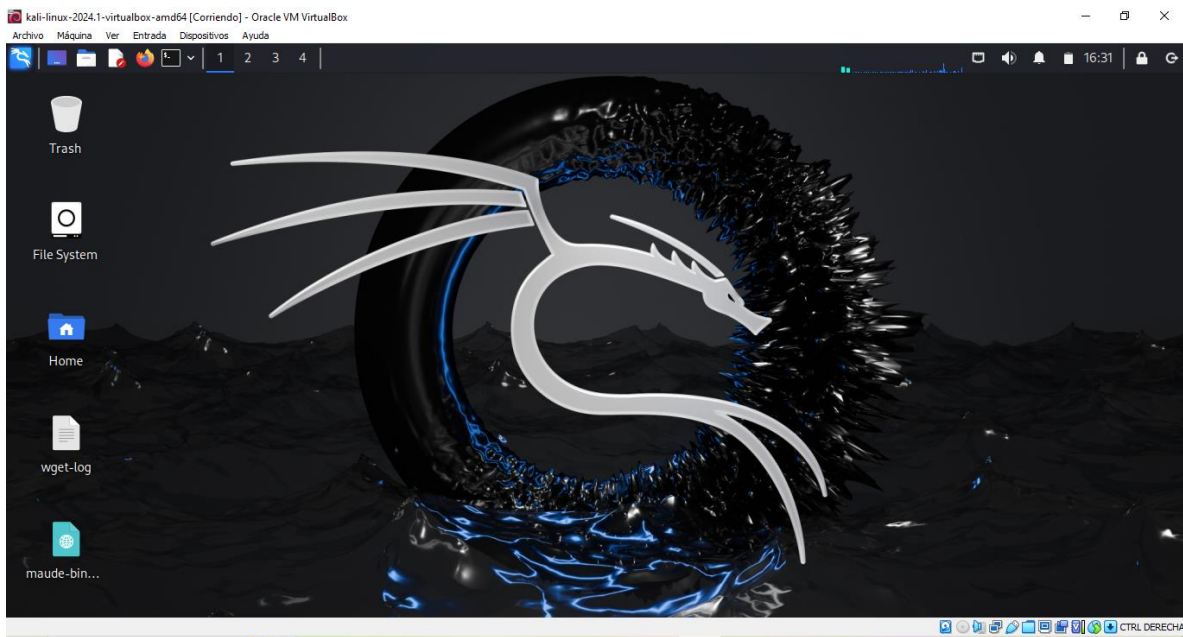 kali-linux-2024.1-virtualbox-amd64 [Corriendo] - Oracle VM VirtualBox
Archivo Máquina Ver Entrada Dispositivos Ayuda
1 2 3 4 16:31
Trash
File System
Home
wget-log
maude-bin...
CTRL DERECHA